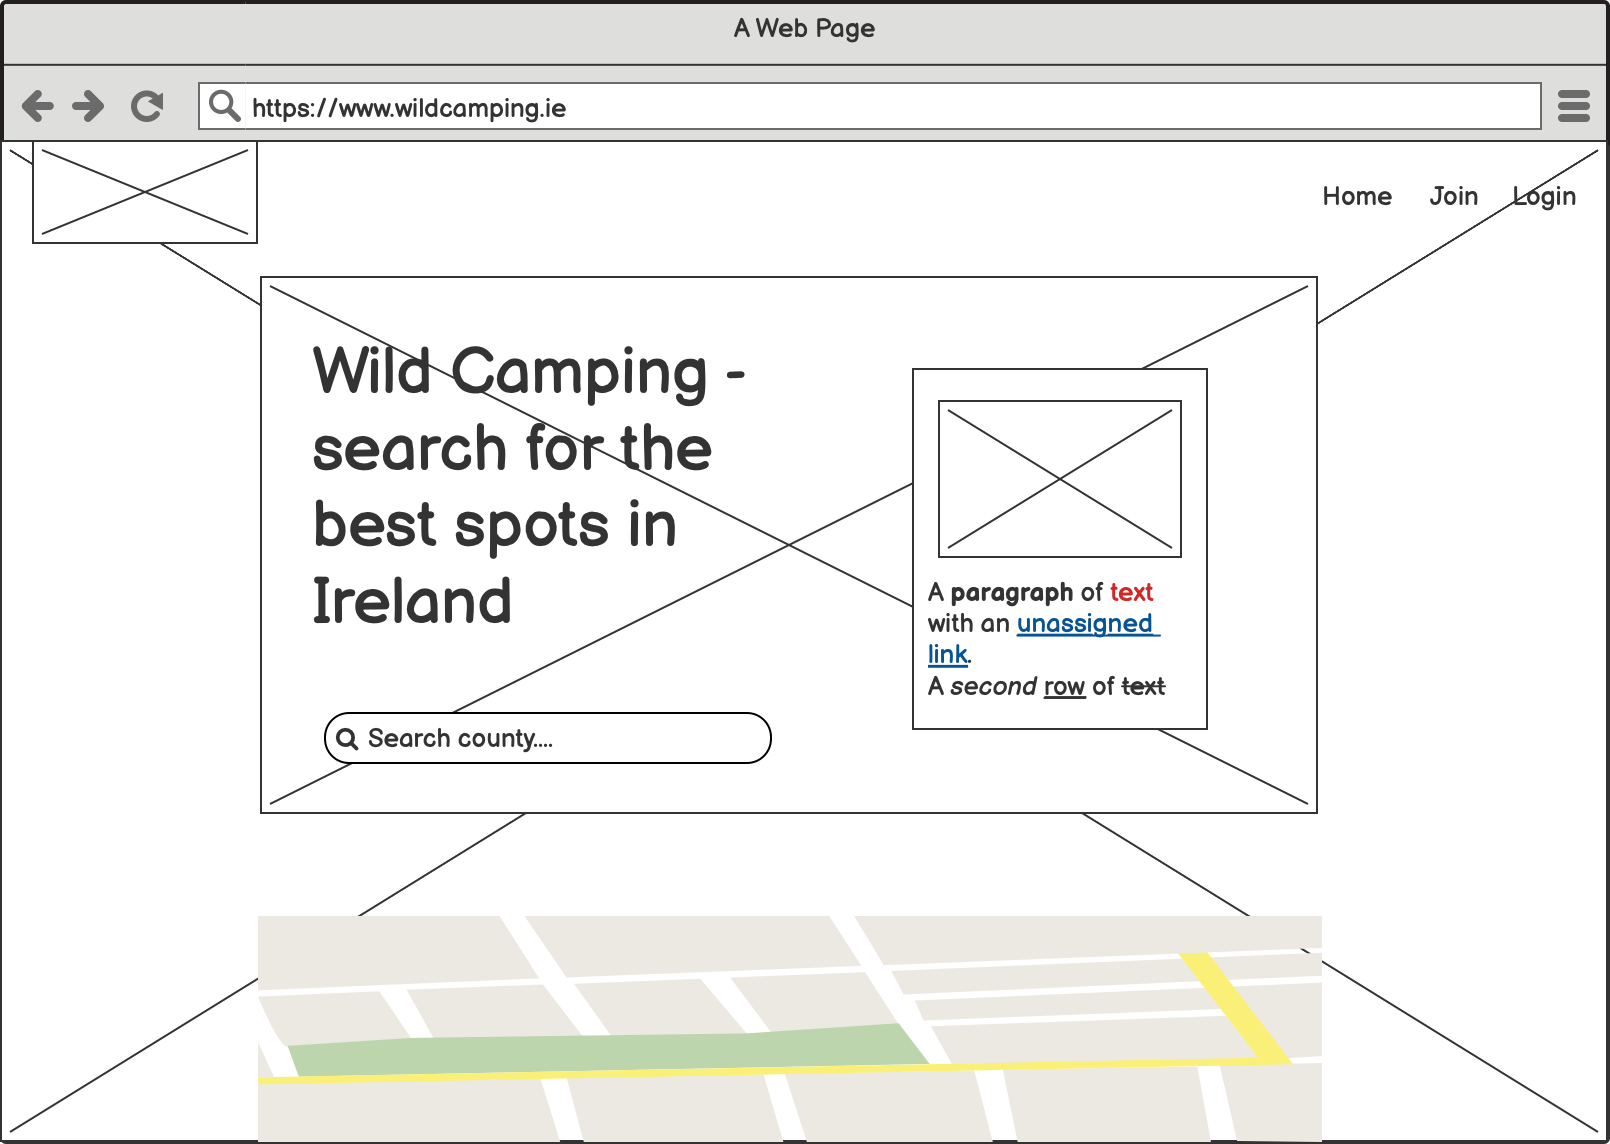 A Web Page
https://www.wildcamping.ie
Home Join Login
Wild Camping -
search for the
best spots in
Ireland
A paragraph of text
with an unassigned
link.
A second row of text
Search county....